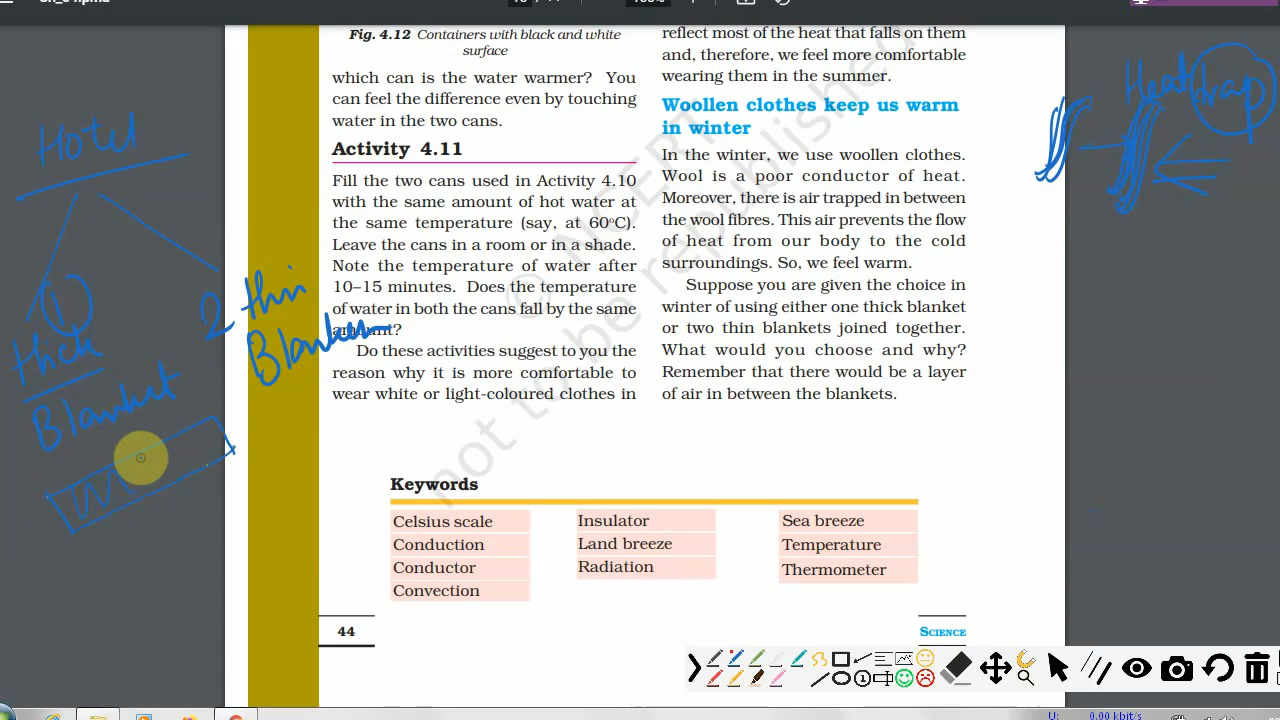 Fig. 4.12 Containers with black and white
surface
which can is the water warmer? You
can feel the difference even by touching
water in the two cans.
Activity 4.11
Fill the two cans used in Activity 4.10
with the same amount of hot water at
the same temperature (say, at 60°C).
Leave the cans in a room or in a shade.
Note the temperature of water after
10–15 minutes. Does the temperature
of water in both the cans fall by the same
amount?
Do these activities suggest to you the
reason why it is more comfortable to
wear white or light-coloured clothes in
reflect most of the heat that falls on them
and, therefore, we feel more comfortable
wearing them in the summer.
Woollen clothes keep us warm
in winter
In the winter, we use woollen clothes.
Wool is a poor conductor of heat.
Moreover, there is air trapped in between
the wool fibres. This air prevents the flow
of heat from our body to the cold
surroundings. So, we feel warm.
Suppose you are given the choice in
winter of using either one thick blanket
or two thin blankets joined together.
What would you choose and why?
Remember that there would be a layer
of air in between the blankets.
Keywords
Celsius scale
Conduction
Conductor
Convection
Insulator
Land breeze
Radiation
Sea breeze
Temperature
Thermometer
44
SCIENCE
© NCERT
not to be republished
Hotel
1
thick
Blanket
2 thin
Blanket
Heat trap
U: 0.00 kbit/s